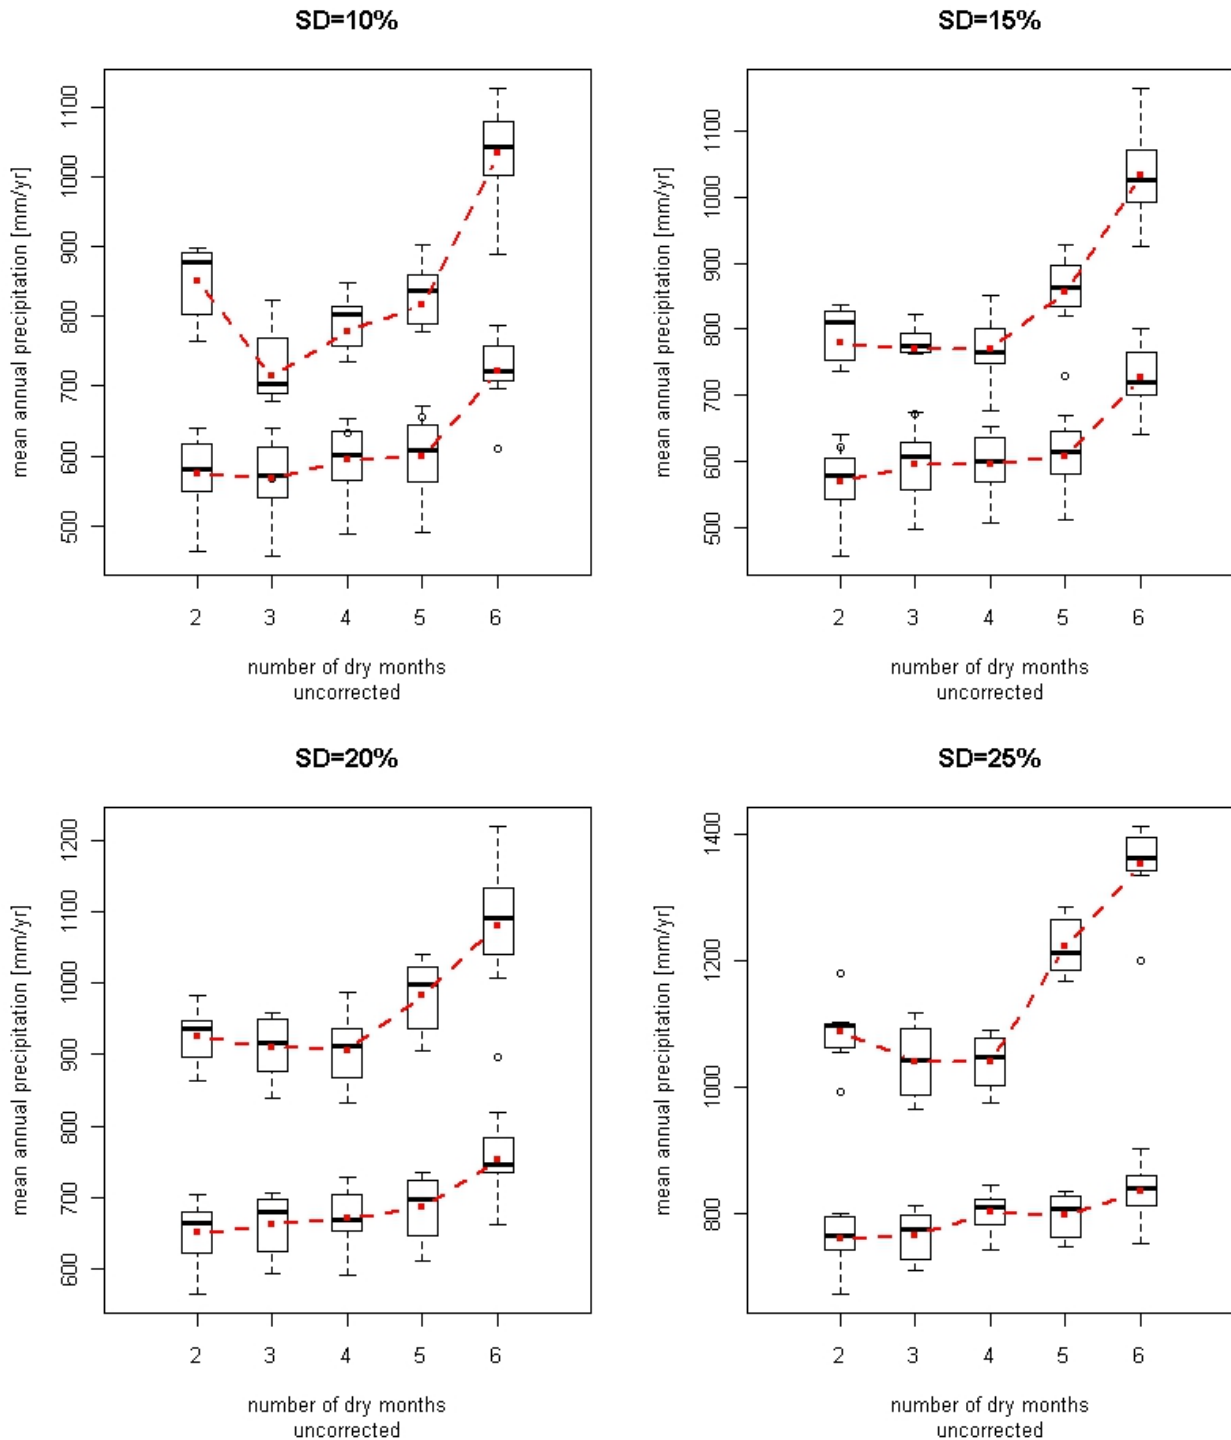 SD=10%
mean annual precipitation [mm/yr]
1100
1000
900
800
700
600
500
2 3 4 5 6
number of dry months
uncorrected
SD=15%
mean annual precipitation [mm/yr]
1100
1000
900
800
700
600
500
2 3 4 5 6
number of dry months
uncorrected
SD=20%
mean annual precipitation [mm/yr]
1200
1100
1000
900
800
700
600
2 3 4 5 6
number of dry months
uncorrected
SD=25%
mean annual precipitation [mm/yr]
1400
1200
1000
800
2 3 4 5 6
number of dry months
uncorrected